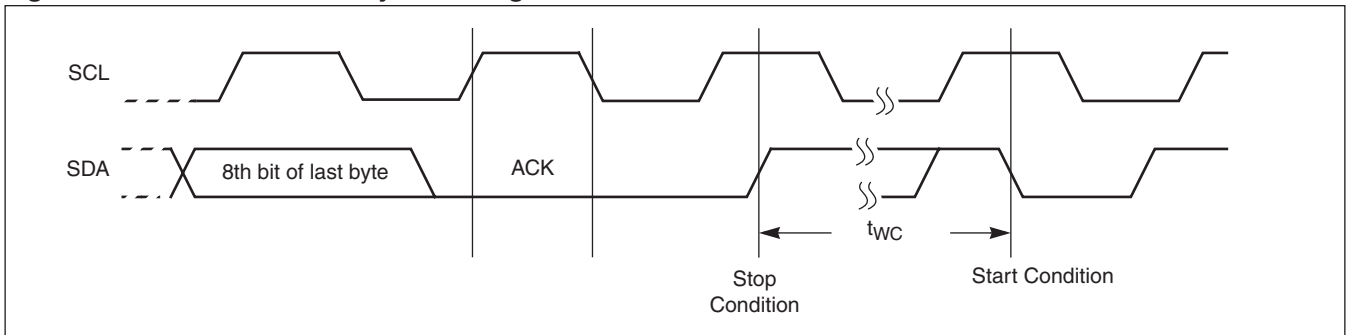 SCL
SDA
8th bit of last byte
ACK
tWC
Stop
Condition
Start Condition